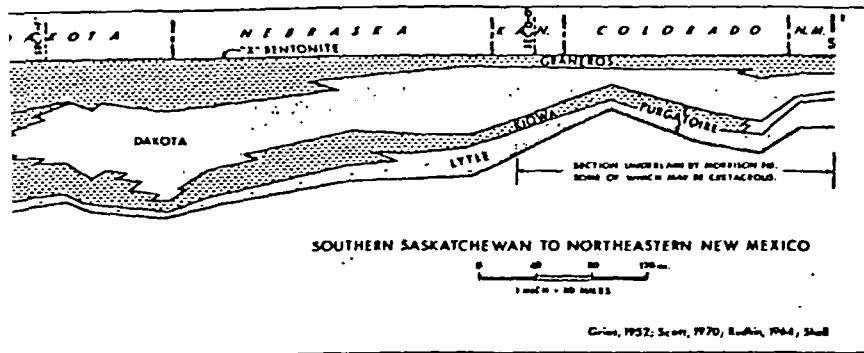 D A K O T A N E B R A S K A K A N. C O L O R A D O N.M.
"X" BENTONITE
S
GRANEROS
DAKOTA
KIOWA
PURGATOIRE
LYTLE
SECTION UNDERLAIN BY MORRISON FM.
SOME OF WHICH MAY BE CRETACEOUS.
SOUTHERN SASKATCHEWAN TO NORTHEASTERN NEW MEXICO
0 40 80 120 mi.
1 INCH = 80 MILES
Gries, 1952; Scott, 1970; Rudkin, 1964; Shell